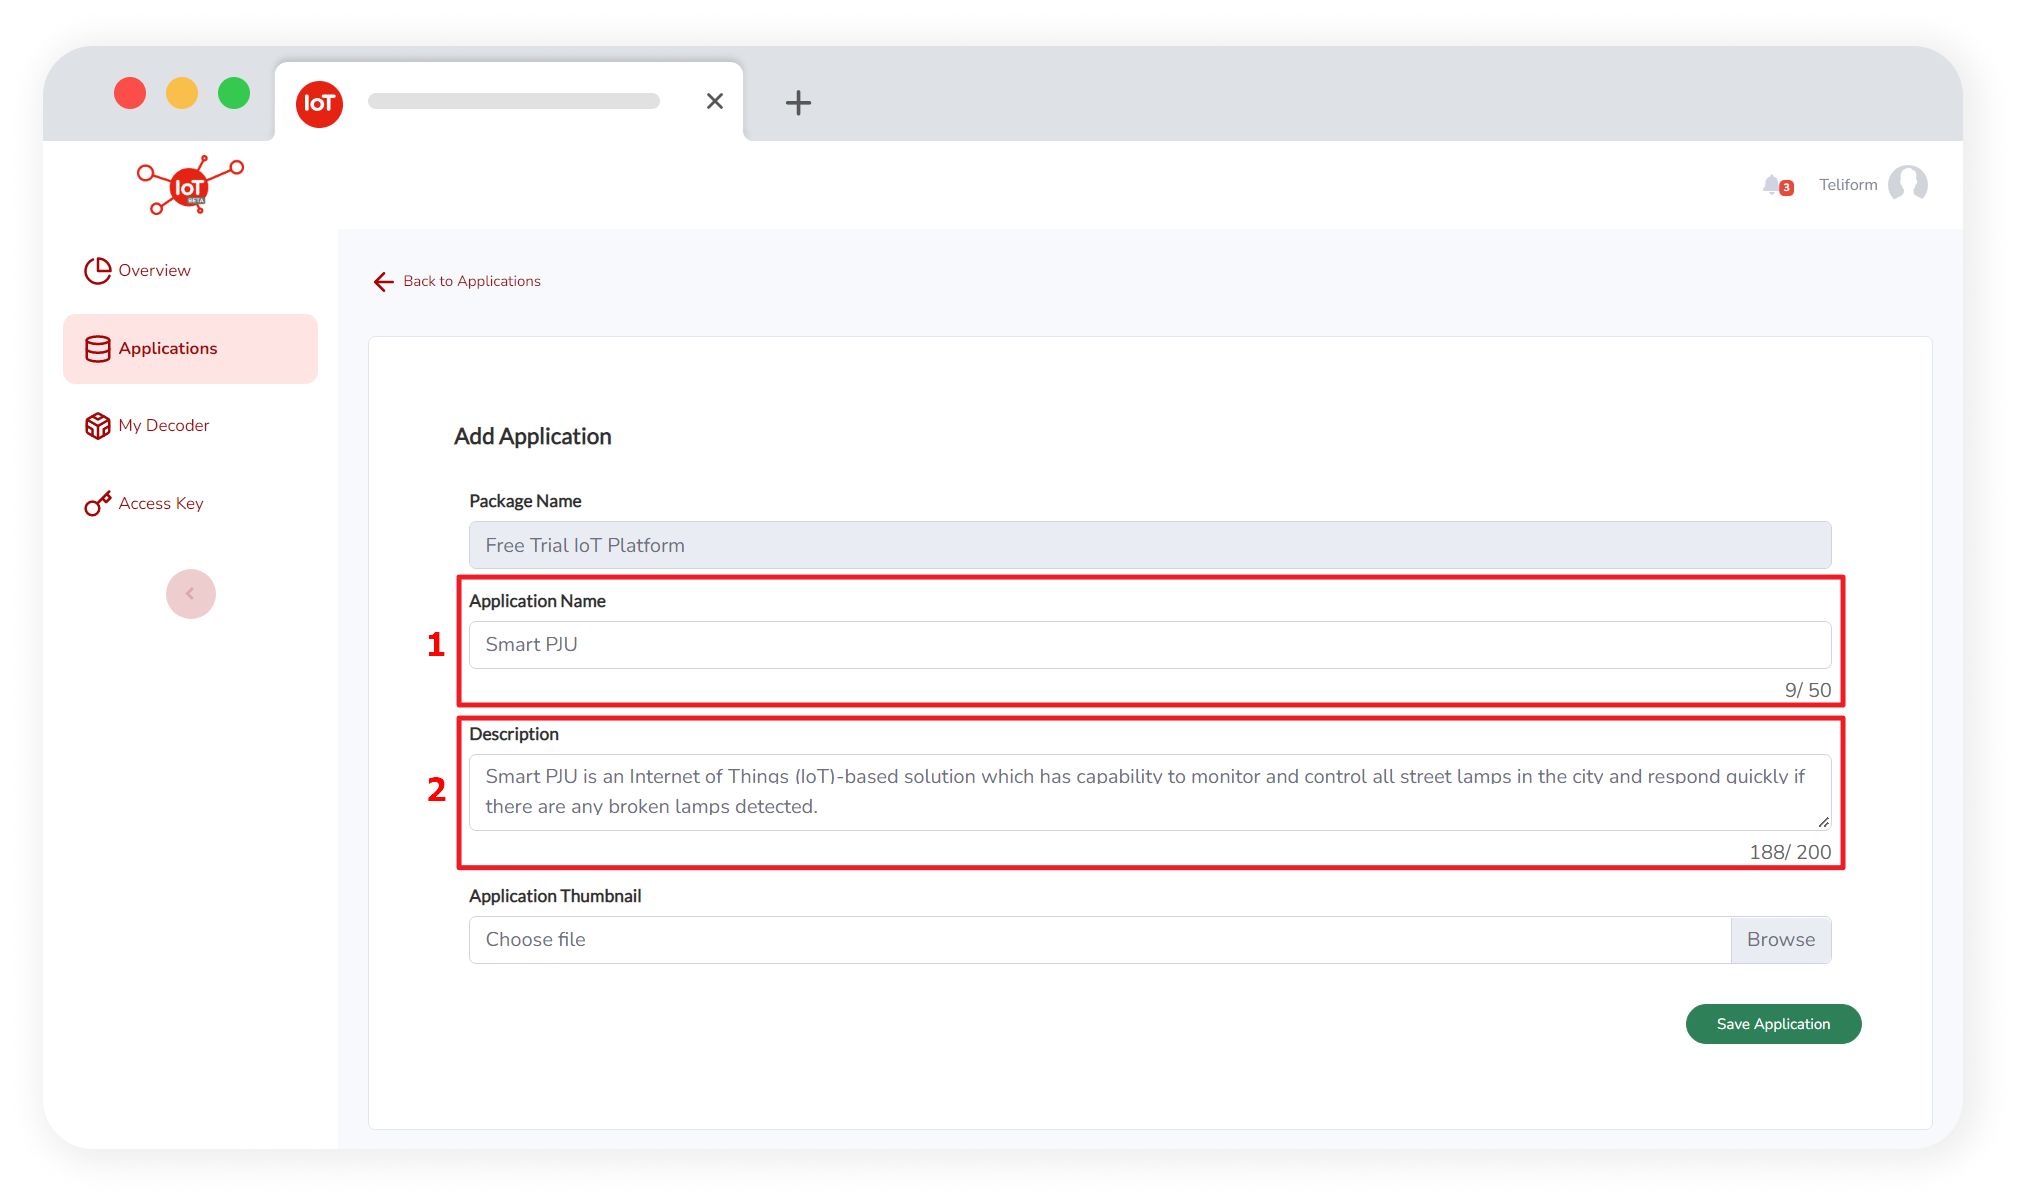 IoT
IoT
BETA
3
Teliform
Overview
Back to Applications
Applications
My Decoder
Access Key
Add Application
Package Name
Free Trial IoT Platform
1
Application Name
Smart PJU
9/ 50
2
Description
Smart PJU is an Internet of Things (IoT)-based solution which has capability to monitor and control all street lamps in the city and respond quickly if
there are any broken lamps detected.
188/ 200
Application Thumbnail
Choose file
Browse
Save Application